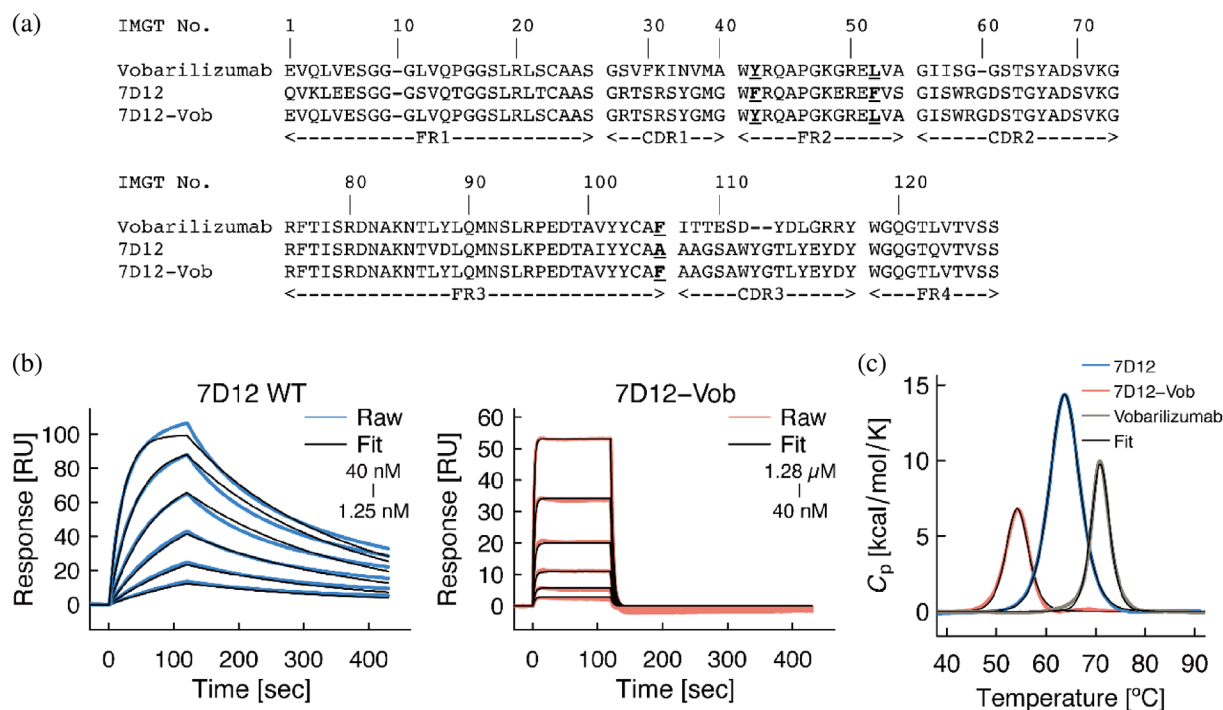 (a)
IMGT No. 1 10 20 30 40 50 60 70
Vobarilizumab EVQLVESGG-GLVQPGGSLRLSCAAS GSVFKINVMA WYRQAPGKGRELVA GIISG-GSTSYADSVKG
7D12 QVKLEESGG-GSVQTGGSLRLTCAAS GRTSRSYGMG WFRQAPGKEREFVS GISWRGDSTGYADSVKG
7D12-Vob EVQLVESGG-GLVQPGGSLRLSCAAS GRTSRSYGMG WYRQAPGKGRELVA GISWRGDSTGYADSVKG
<----------FR1-----------> <---CDR1---> <-----FR2----> <------CDR2----->
IMGT No. 80 90 100 110 120
Vobarilizumab RFTISRDNAKNTLYLQMNSLRPEDTAVYYCAF ITTESD--YDLGRRY WGQGTLVTVSS
7D12 RFTISRDNAKNTVDLQMNSLKPEDTAIYYCAA AAGSAWYGTLYEYDY WGQGTQVTVSS
7D12-Vob RFTISRDNAKNTLYLQMNSLRPEDTAVYYCAF AAGSAWYGTLYEYDY WGQGTLVTVSS
<--------------FR3-------------> <-----CDR3----> <---FR4--->
(b)
7D12 WT
Raw
Fit
40 nM
1.25 nM
Response [RU]
100
80
60
40
20
0
0 100 200 300 400
Time [sec]
7D12−Vob
Raw
Fit
1.28 µM
40 nM
Response [RU]
60
50
40
30
20
10
0
0 100 200 300 400
Time [sec]
(c)
7D12
7D12-Vob
Vobarilizumab
Fit
Cp [kcal/mol/K]
15
10
5
0
40 50 60 70 80 90
Temperature [ºC]